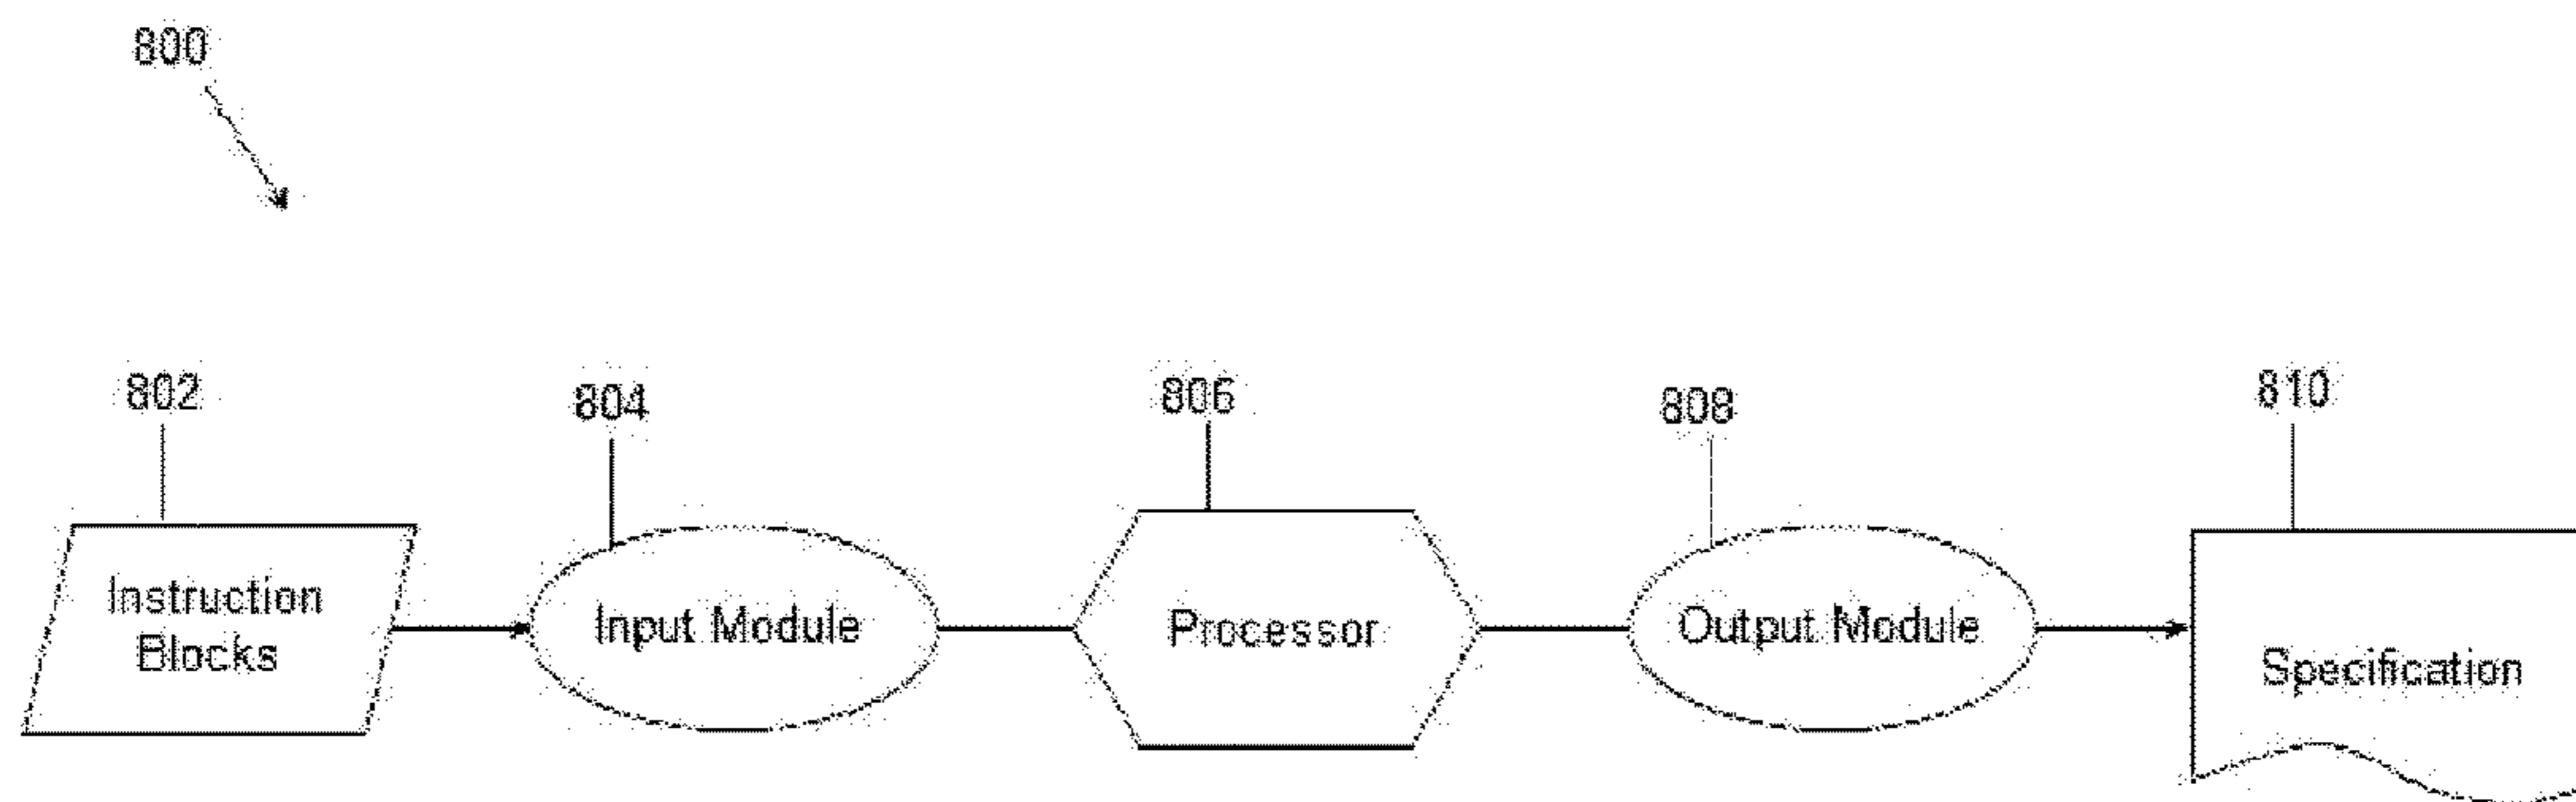 800
802
804
806
808
810
Instruction
Blocks
Input Module
Processor
Output Module
Specification